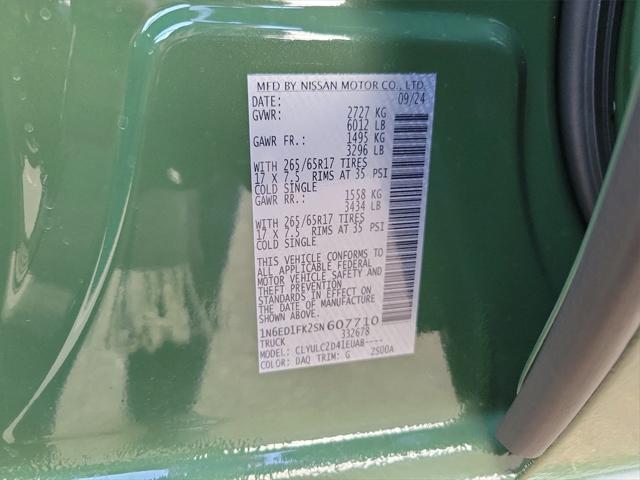 MFD BY NISSAN MOTOR CO., LTD.
DATE: 09/24
GVWR: 2727 KG
6012 LB
GAWR FR.: 1495 KG
3296 LB
WITH 265/65R17 TIRES
17 X 7.5 RIMS AT 35 PSI
COLD SINGLE
GAWR RR.: 1558 KG
3434 LB
WITH 265/65R17 TIRES
17 X 7.5 RIMS AT 35 PSI
COLD SINGLE
THIS VEHICLE CONFORMS TO
ALL APPLICABLE FEDERAL
MOTOR VEHICLE SAFETY AND
THEFT PREVENTION
STANDARDS IN EFFECT ON
THE DATE OF MANUFACTURE
SHOWN ABOVE.
1N6ED1FK2SN607710
TRUCK 332678
MODEL: CLYULC2D41EUA8----
COLOR: DAQ TRIM: G 2S00A